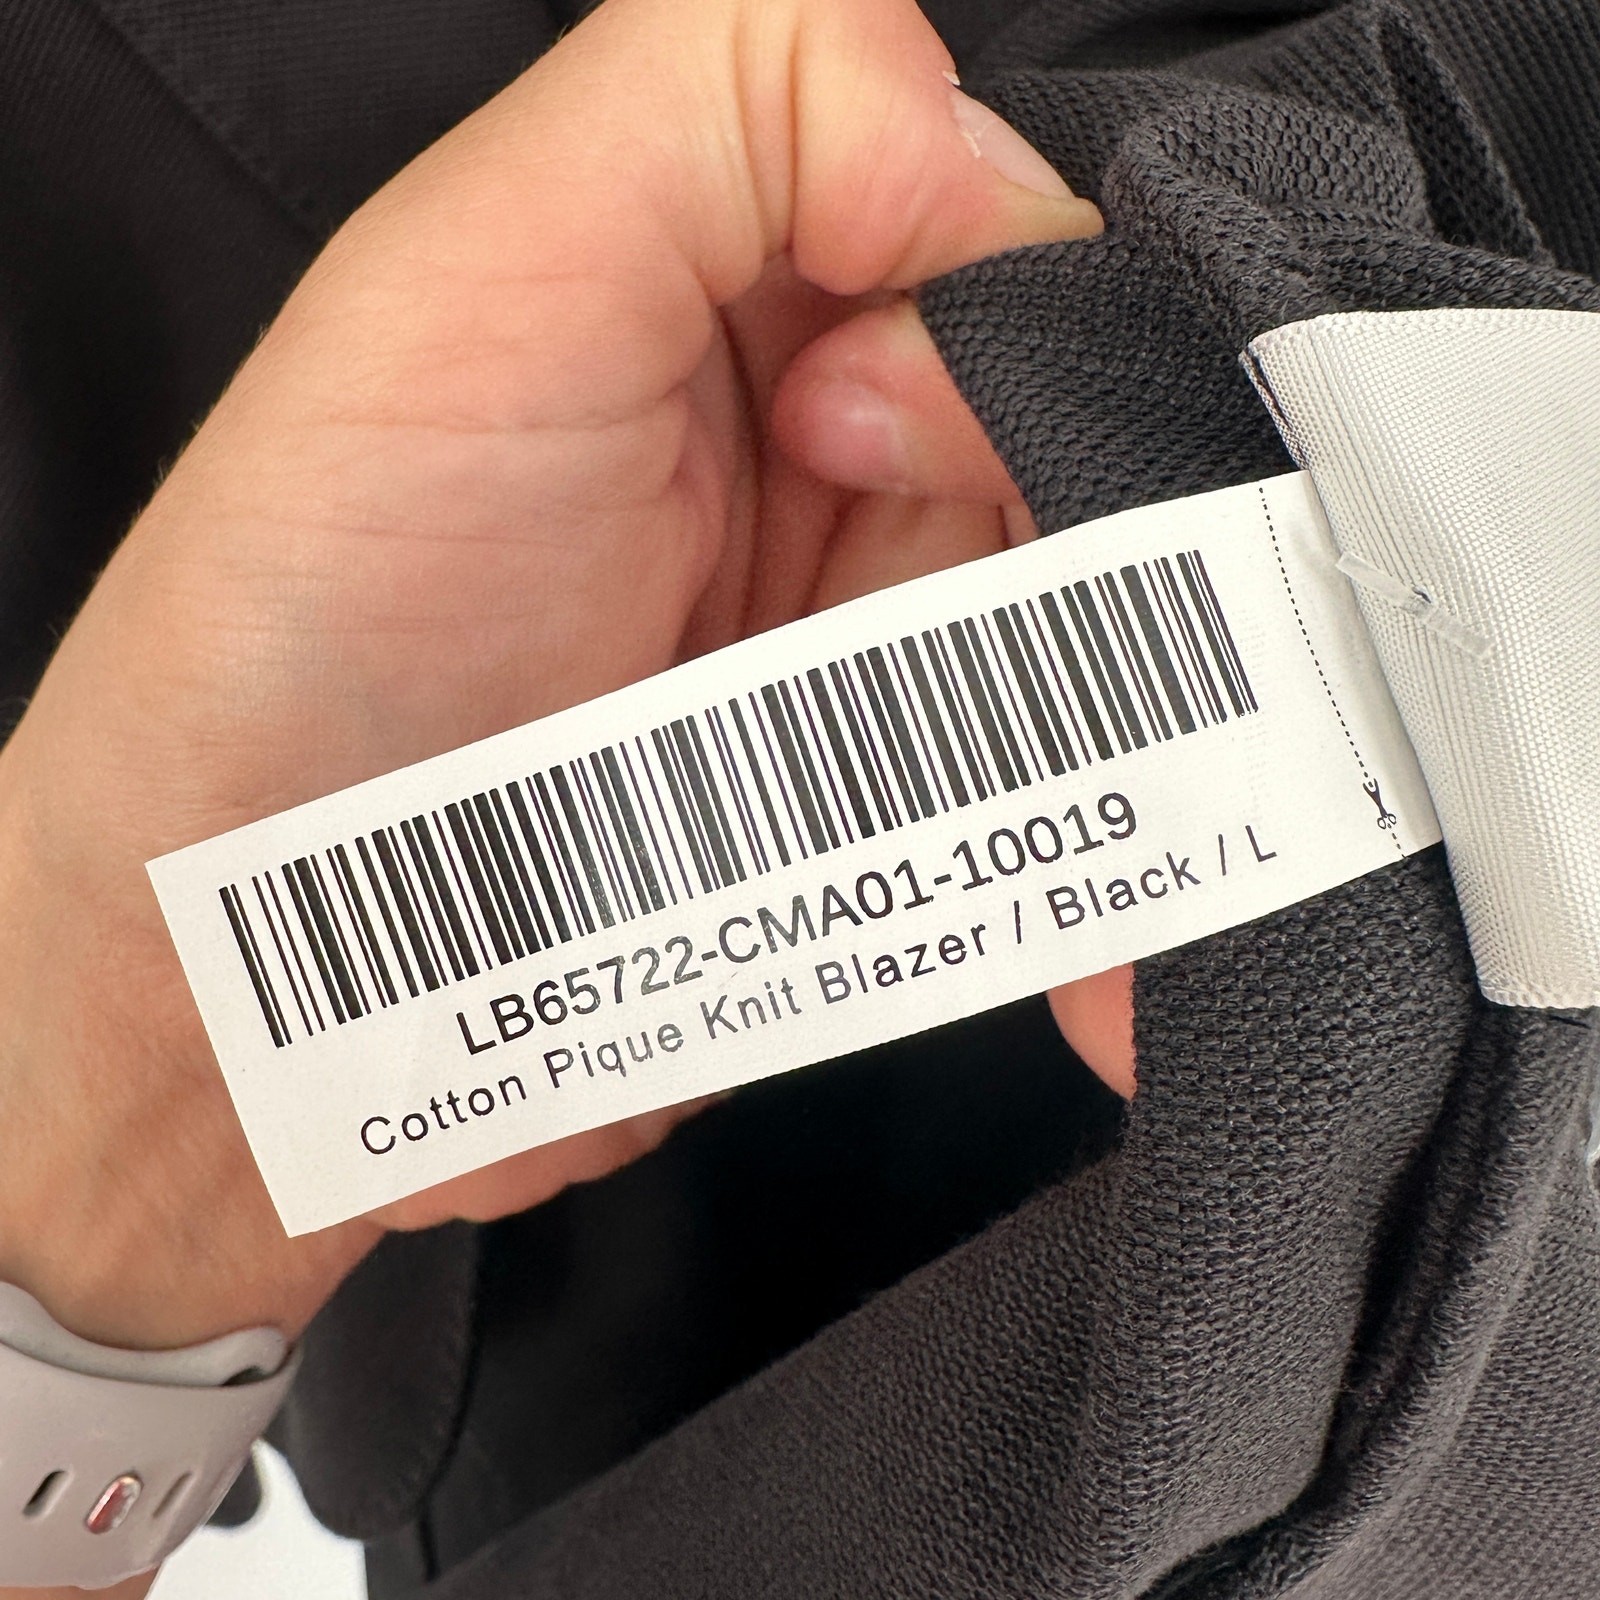 LB65722-CMA01-10019
Cotton Pique Knit Blazer / Black / L